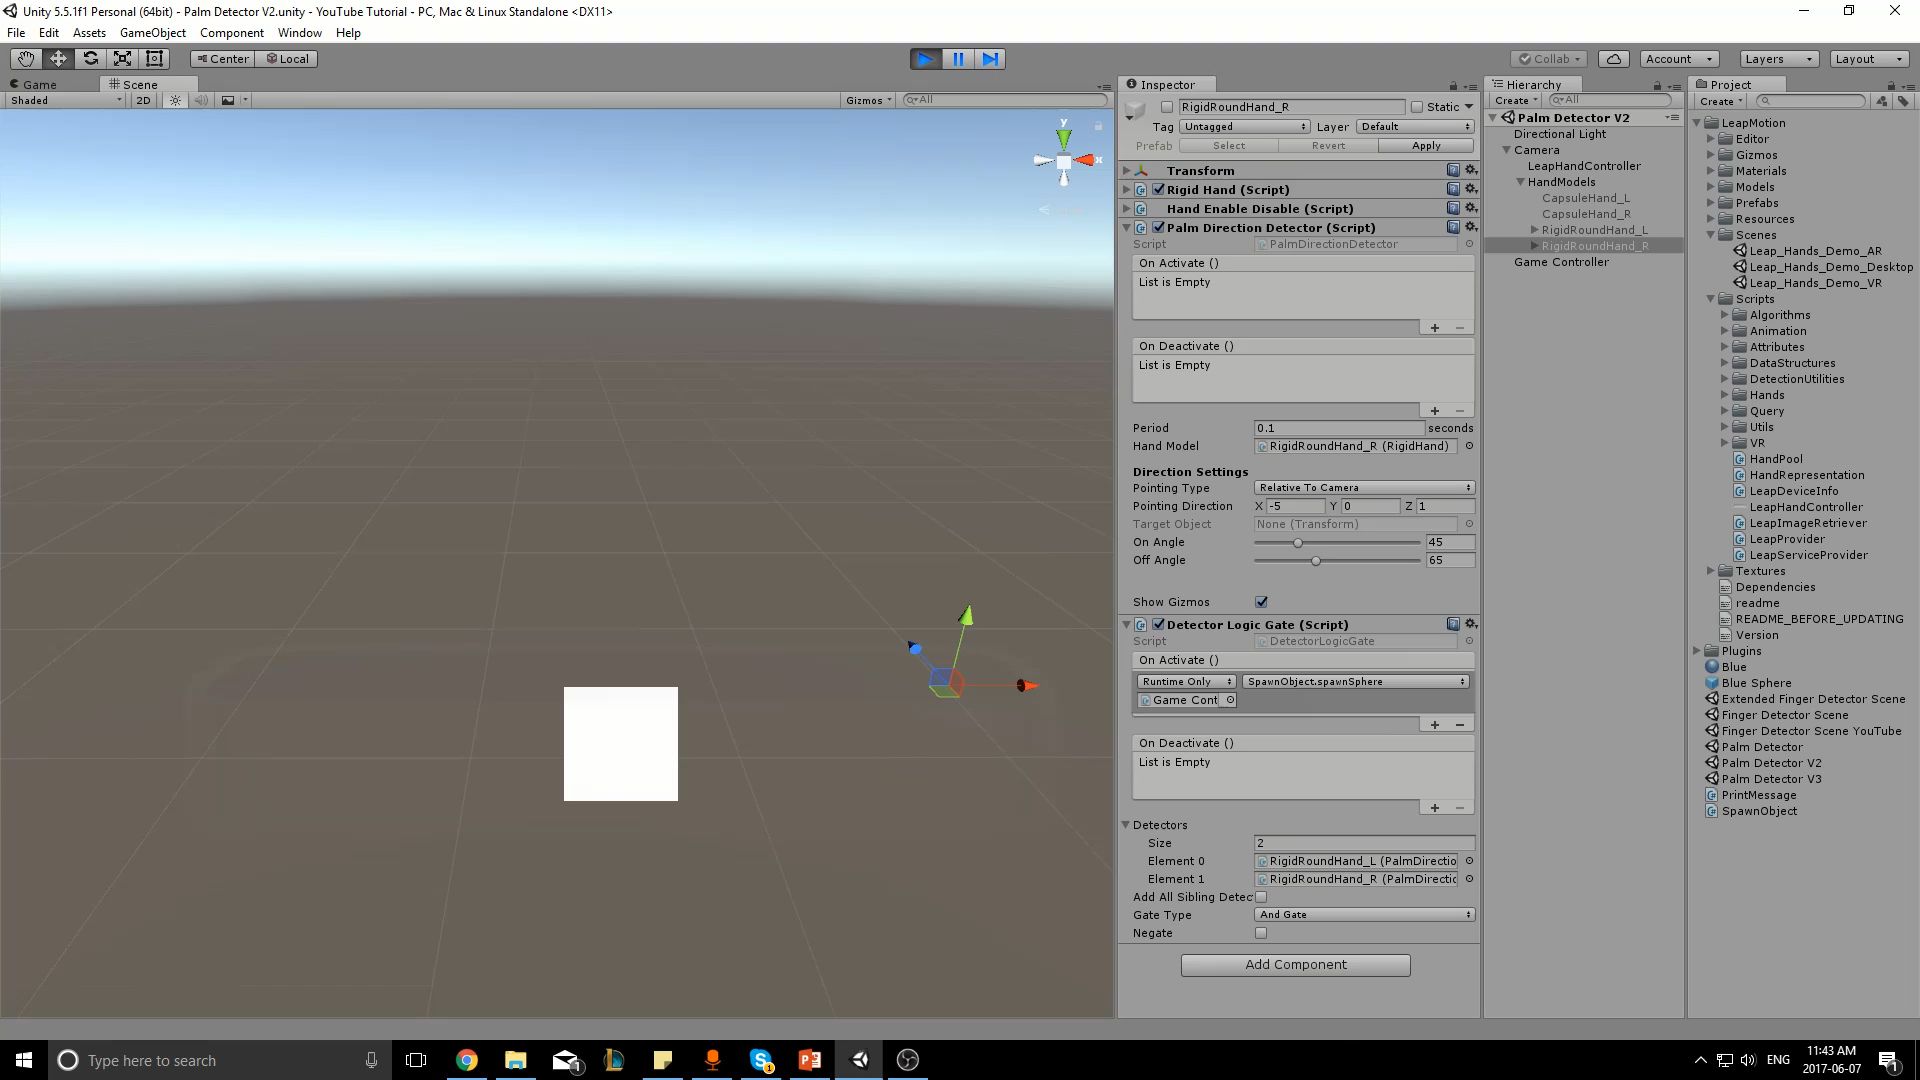 Unity 5.5.1f1 Personal (64bit) - Palm Detector V2.unity - YouTube Tutorial - PC, Mac & Linux Standalone <DX11>
File Edit Assets GameObject Component Window Help
Center Local
Collab Account Layers Layout
Game Scene
Shaded 2D Gizmos All
y
x
Inspector
RigidRoundHand_R Static
Tag Untagged Layer Default
Prefab Select Revert Apply
Transform
Rigid Hand (Script)
Hand Enable Disable (Script)
Palm Direction Detector (Script)
Script PalmDirectionDetector
On Activate ()
List is Empty
On Deactivate ()
List is Empty
Period 0.1 seconds
Hand Model RigidRoundHand_R (RigidHand)
Direction Settings
Pointing Type Relative To Camera
Pointing Direction X -5 Y 0 Z 1
Target Object None (Transform)
On Angle 45
Off Angle 65
Show Gizmos
Detector Logic Gate (Script)
Script DetectorLogicGate
On Activate ()
Runtime Only SpawnObject.spawnSphere
Game Cont
On Deactivate ()
List is Empty
Detectors
Size 2
Element 0 RigidRoundHand_L (PalmDirectio
Element 1 RigidRoundHand_R (PalmDirectic
Add All Sibling Detec
Gate Type And Gate
Negate
Add Component
Hierarchy
Create All
Palm Detector V2
Directional Light
Camera
LeapHandController
HandModels
CapsuleHand_L
CapsuleHand_R
RigidRoundHand_L
RigidRoundHand_R
Game Controller
Project
Create
LeapMotion
Editor
Gizmos
Materials
Models
Prefabs
Resources
Scenes
Leap_Hands_Demo_AR
Leap_Hands_Demo_Desktop
Leap_Hands_Demo_VR
Scripts
Algorithms
Animation
Attributes
DataStructures
DetectionUtilities
Hands
Query
Utils
VR
HandPool
HandRepresentation
LeapDeviceInfo
LeapHandController
LeapImageRetriever
LeapProvider
LeapServiceProvider
Textures
Dependencies
readme
README_BEFORE_UPDATING
Version
Plugins
Blue
Blue Sphere
Extended Finger Detector Scene
Finger Detector Scene
Finger Detector Scene YouTube
Palm Detector
Palm Detector V2
Palm Detector V3
PrintMessage
SpawnObject
Type here to search
ENG
11:43 AM
2017-06-07